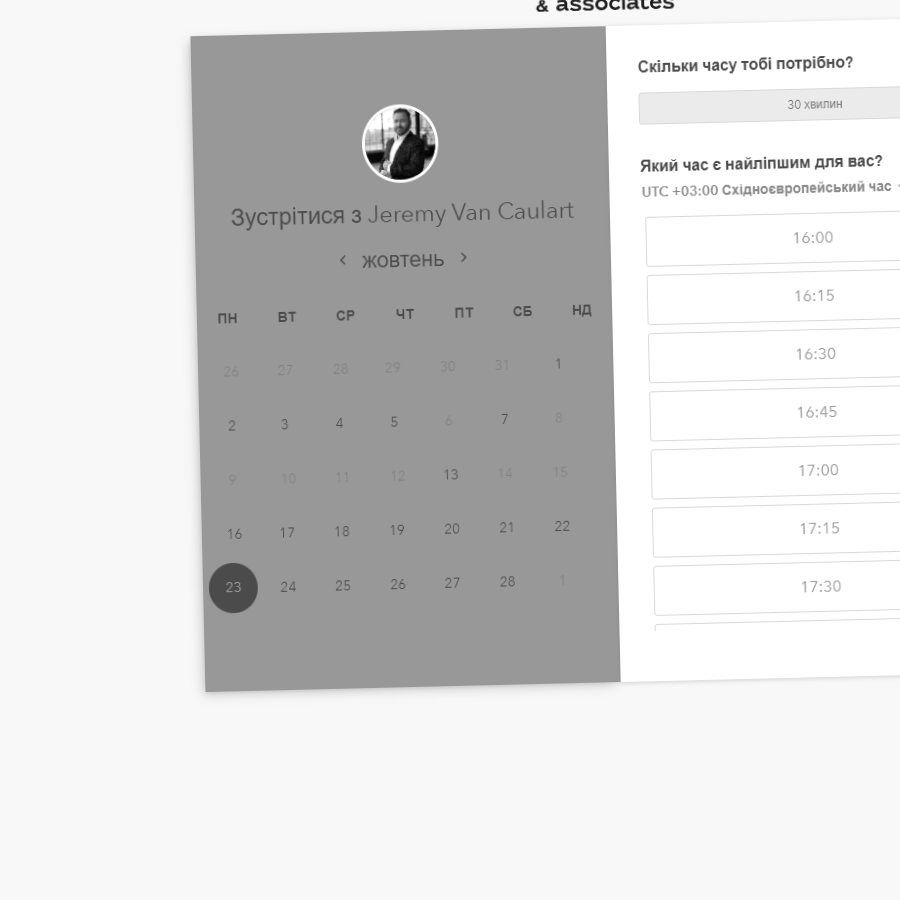 & associates
Зустрітися з Jeremy Van Caulart
жовтень
ПН ВТ СР ЧТ ПТ СБ НД
26 27 28 29 30 31 1
2 3 4 5 6 7 8
9 10 11 12 13 14 15
16 17 18 19 20 21 22
23 24 25 26 27 28 1
Скільки часу тобі потрібно?
30 хвилин
Який час є найліпшим для вас?
UTC +03:00 Східноєвропейський час
16:00
16:15
16:30
16:45
17:00
17:15
17:30